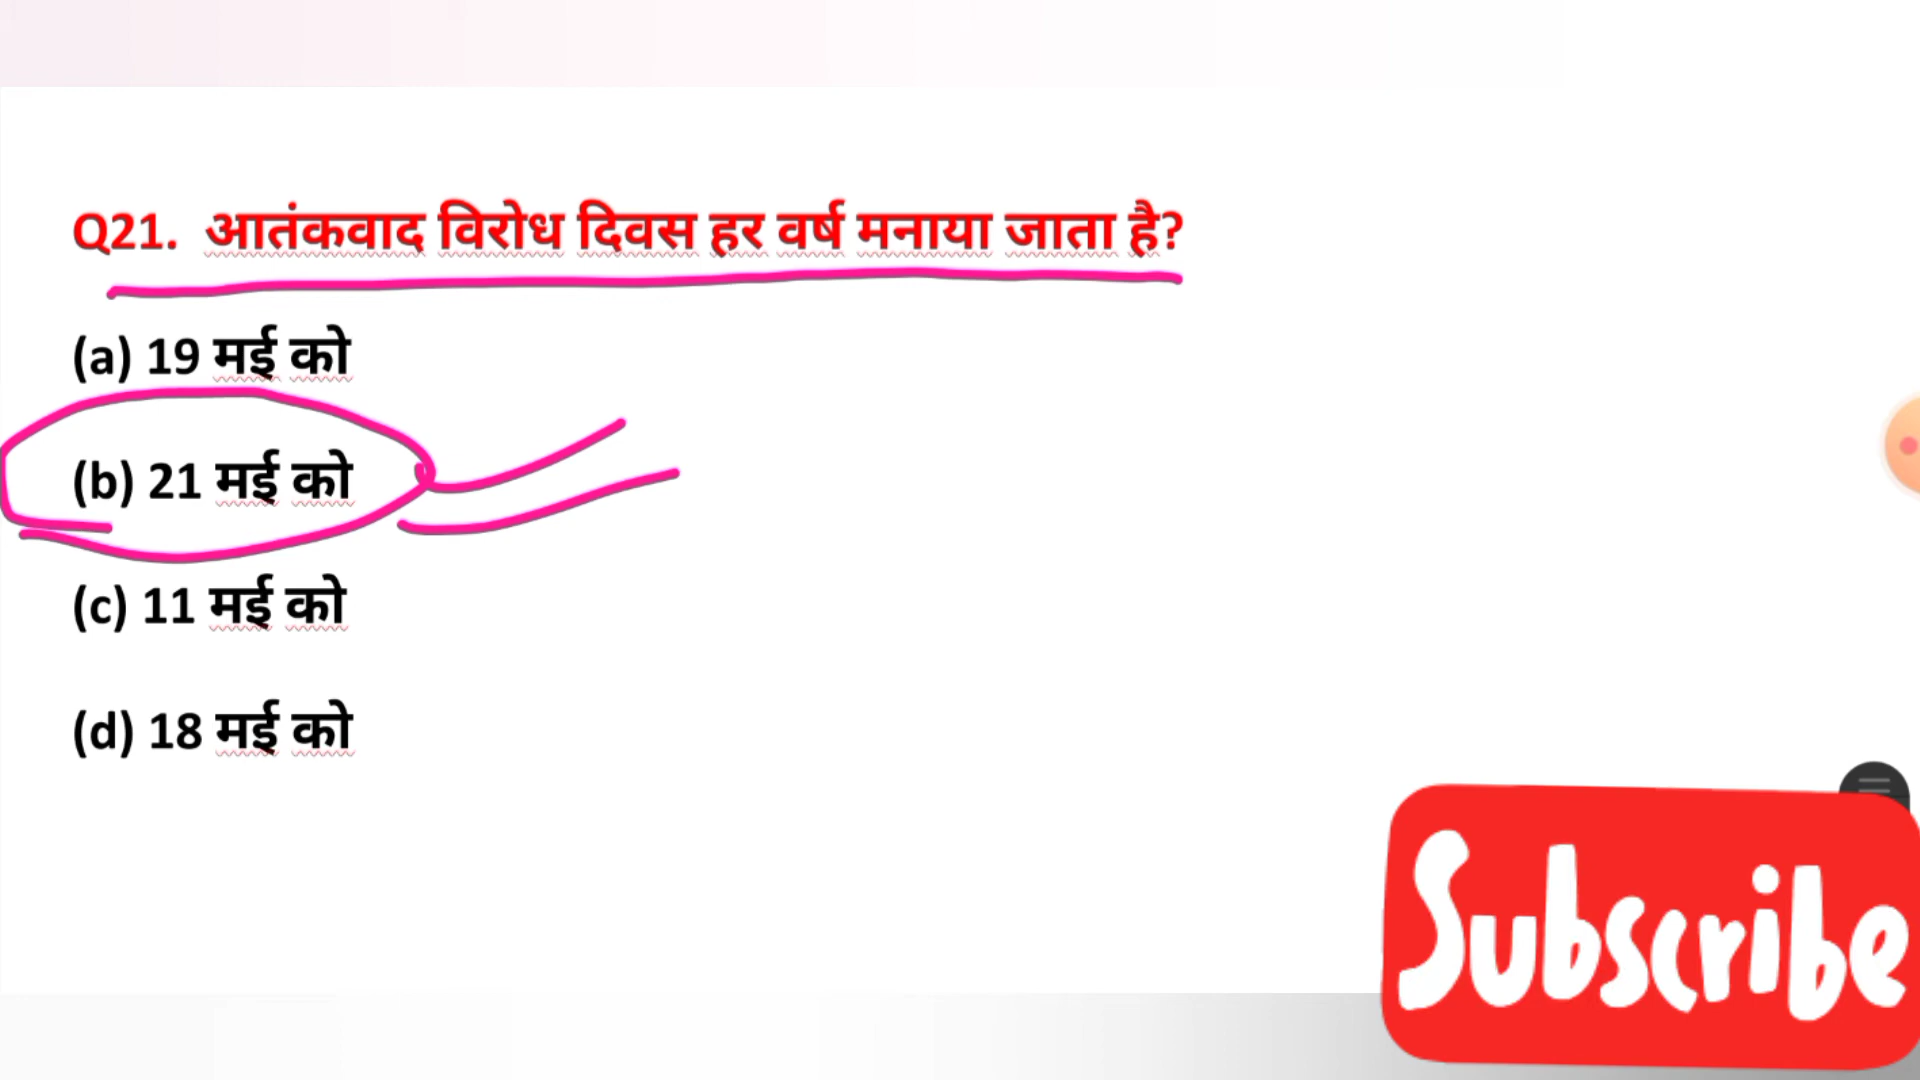 Q21. आतंकवाद विरोध दिवस हर वर्ष मनाया जाता है?
(a) 19 मई को
(b) 21 मई को
(c) 11 मई को
(d) 18 मई को
Subscribe